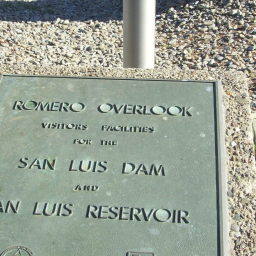 ROMERO OVERLOOK
VISITORS FACILITIES
FOR THE
SAN LUIS DAM
AND
AN LUIS RESERVOIR